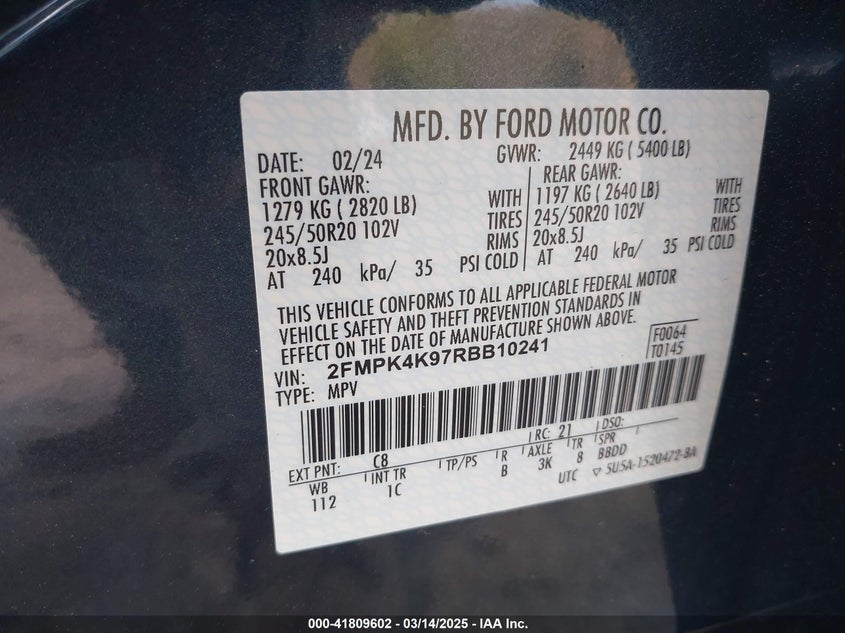 MFD. BY FORD MOTOR CO.
DATE: 02/24 GVWR: 2449 KG ( 5400 LB)
FRONT GAWR: REAR GAWR:
1279 KG ( 2820 LB) WITH 1197 KG ( 2640 LB) WITH
245/50R20 102V TIRES 245/50R20 102V TIRES
20x8.5J RIMS 20x8.5J RIMS
AT 240 kPa/ 35 PSI COLD AT 240 kPa/ 35 PSI COLD
THIS VEHICLE CONFORMS TO ALL APPLICABLE FEDERAL MOTOR
VEHICLE SAFETY AND THEFT PREVENTION STANDARDS IN
EFFECT ON THE DATE OF MANUFACTURE SHOWN ABOVE.
VIN: 2FMPK4K97RBB10241 F0064
TYPE: MPV T0145
EXT PNT: C8 RC: 21 DSO:
WB INT TR TP/PS R AXLE TR SPR
112 1C B 3K 8 BBDD
UTC ▽ 5U5A-1520472-BA
000-41809602 - 03/14/2025 - IAA Inc.